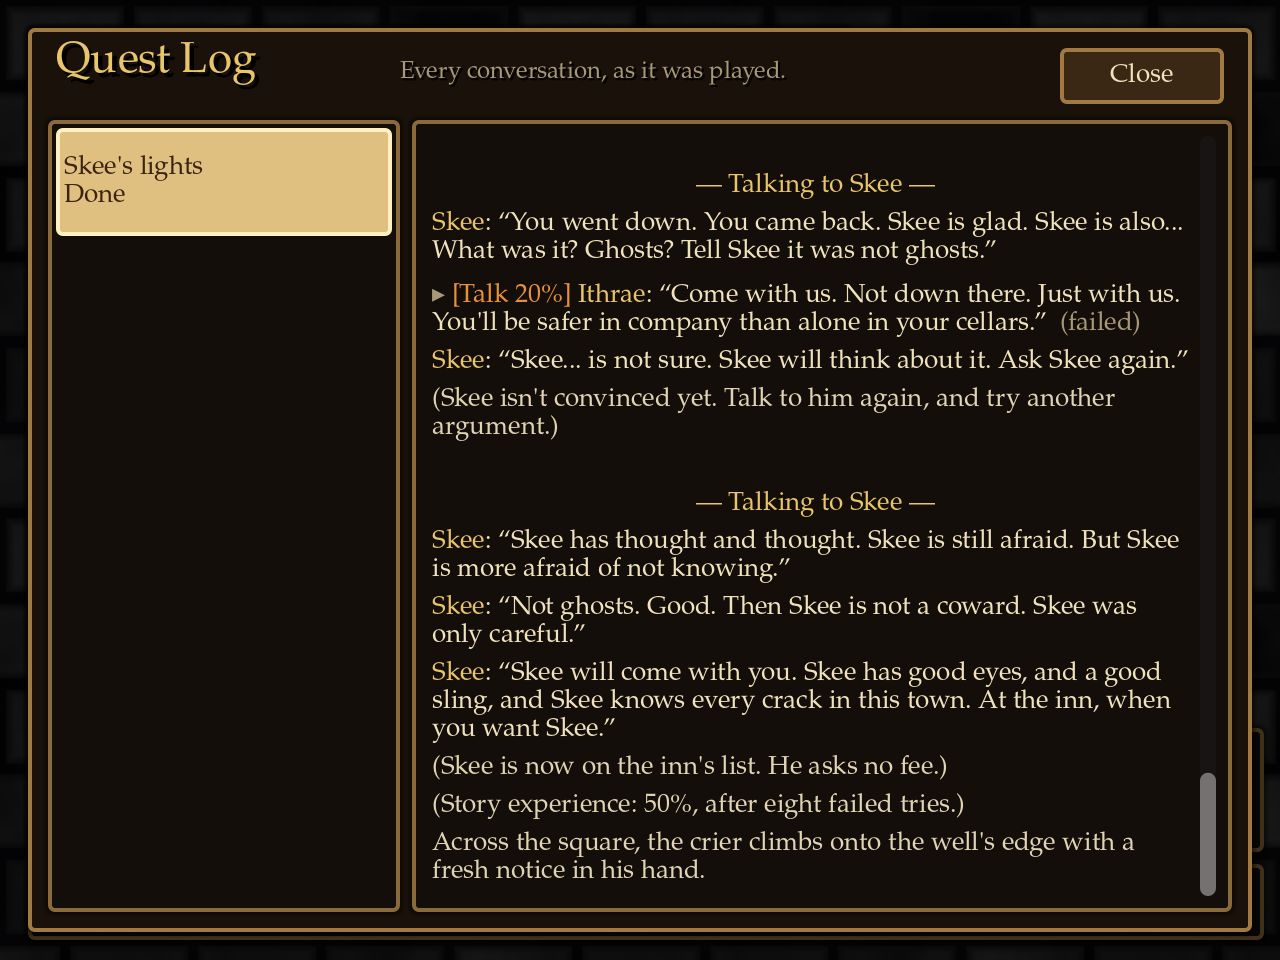 Quest Log
Every conversation, as it was played.
Close
Skee's lights
Done
— Talking to Skee —
Skee: “You went down. You came back. Skee is glad. Skee is also...
What was it? Ghosts? Tell Skee it was not ghosts.”
▸ [Talk 20%] Ithrae: “Come with us. Not down there. Just with us.
You'll be safer in company than alone in your cellars.” (failed)
Skee: “Skee... is not sure. Skee will think about it. Ask Skee again.”
(Skee isn't convinced yet. Talk to him again, and try another
argument.)
— Talking to Skee —
Skee: “Skee has thought and thought. Skee is still afraid. But Skee
is more afraid of not knowing.”
Skee: “Not ghosts. Good. Then Skee is not a coward. Skee was
only careful.”
Skee: “Skee will come with you. Skee has good eyes, and a good
sling, and Skee knows every crack in this town. At the inn, when
you want Skee.”
(Skee is now on the inn's list. He asks no fee.)
(Story experience: 50%, after eight failed tries.)
Across the square, the crier climbs onto the well's edge with a
fresh notice in his hand.